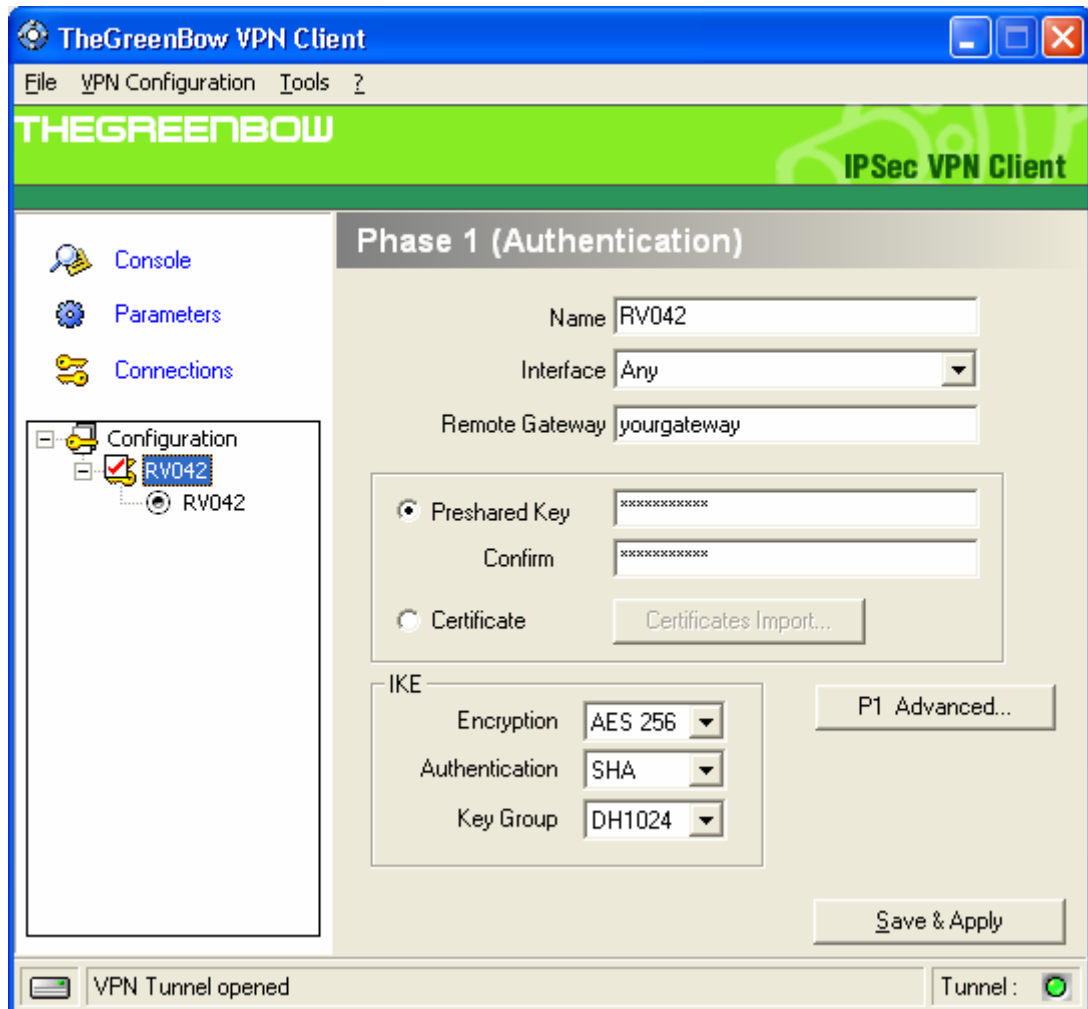 TheGreenBow VPN Client
File VPN Configuration Tools ?
THEGREENBOW
IPSec VPN Client
Console
Parameters
Connections
Configuration
RV042
RV042
Phase 1 (Authentication)
Name RV042
Interface Any
Remote Gateway yourgateway
Preshared Key ***********
Confirm ***********
Certificate Certificates Import...
IKE
Encryption AES 256
Authentication SHA
Key Group DH1024
P1 Advanced...
Save & Apply
VPN Tunnel opened
Tunnel :